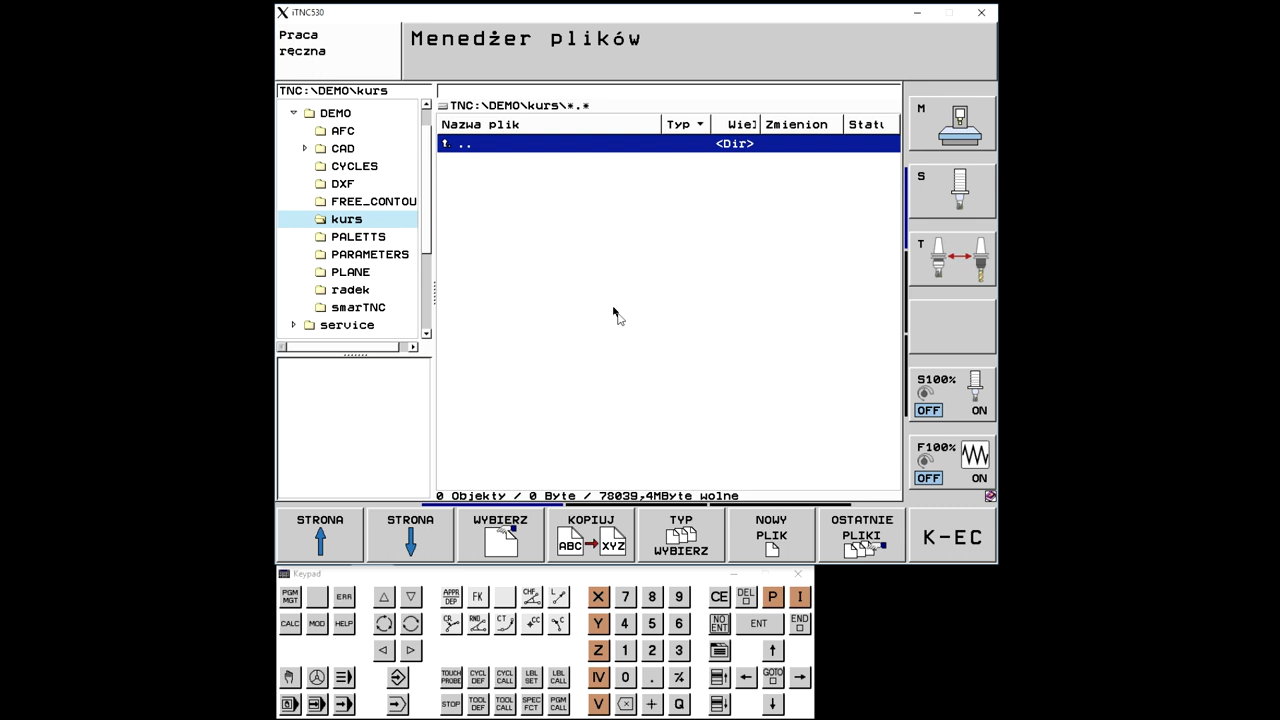 iTNC530
Praca
ręczna
Menedżer plików
TNC:\DEMO\kurs
TNC:\DEMO\kurs\*.*
DEMO
AFC
CAD
CYCLES
DXF
FREE_CONTOU
kurs
PALETTS
PARAMETERS
PLANE
radek
smarTNC
service
Nazwa plik Typ Wiel Zmienion Statu
.. <Dir>
0 Objekty / 0 Byte / 78039,4MByte wolne
M
S
T
S100%
OFF ON
F100%
OFF ON
STRONA
STRONA
WYBIERZ
KOPIUJ
ABC XYZ
TYP
WYBIERZ
NOWY
PLIK
OSTATNIE
PLIKI
K-EC
Keypad
PGM MGT ERR APPR DEP FK CHF L X 7 8 9 CE DEL P I
CALC MOD HELP CR RND CT CC C Y 4 5 6 NO ENT ENT END
Z 1 2 3
TOUCH PROBE CYCL DEF CYCL CALL LBL SET LBL CALL IV 0 . ⁄ GOTO
STOP TOOL DEF TOOL CALL SPEC FCT PGM CALL V + Q